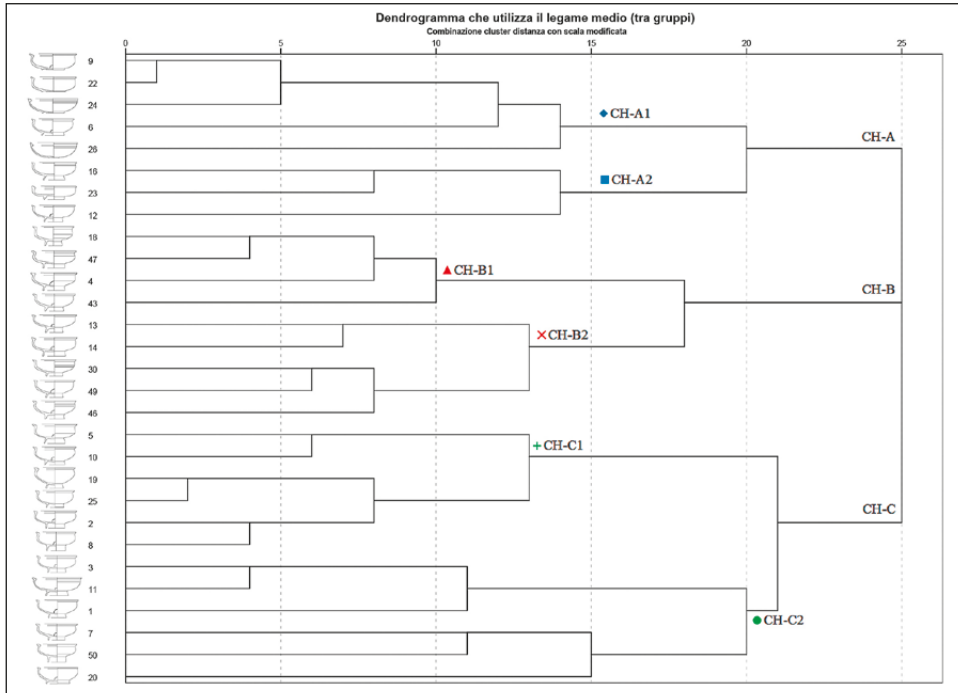 Dendrogramma che utilizza il legame medio (tra gruppi)
Combinazione cluster distanza con scala modificata
0 5 10 15 20 25
9
22
24
CH-A1
6
CH-A
26
16
CH-A2
23
12
18
47
CH-B1
4
CH-B
43
13
CH-B2
14
30
49
46
5
CH-C1
10
19
25
CH-C
2
8
3
11
1
CH-C2
7
50
20